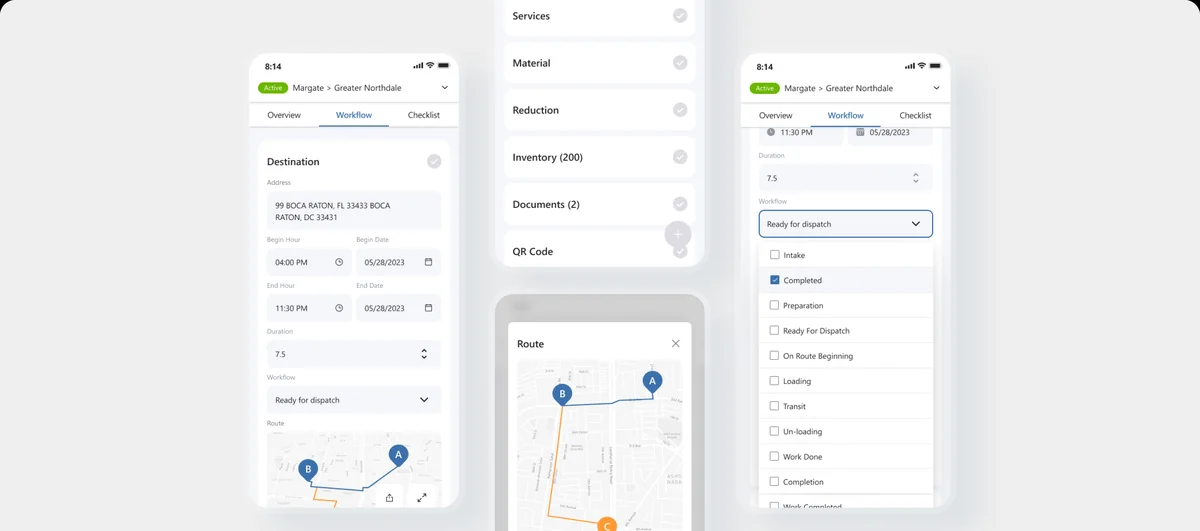 8:14
Active Margate > Greater Northdale
Overview Workflow Checklist
Destination
Address
99 BOCA RATON, FL 33433 BOCA
RATON, DC 33431
Begin Hour Begin Date
04:00 PM 05/28/2023
End Hour End Date
11:30 PM 05/28/2023
Duration
7.5
Workflow
Ready for dispatch
Route
B A
Services
Material
Reduction
Inventory (200)
Documents (2)
QR Code
Route
A
B
C
8:14
Active Margate > Greater Northdale
Overview Workflow Checklist
11:30 PM 05/28/2023
Duration
7.5
Workflow
Ready for dispatch
Intake
Completed
Preparation
Ready For Dispatch
On Route Beginning
Loading
Transit
Un-loading
Work Done
Completion
Work Completed